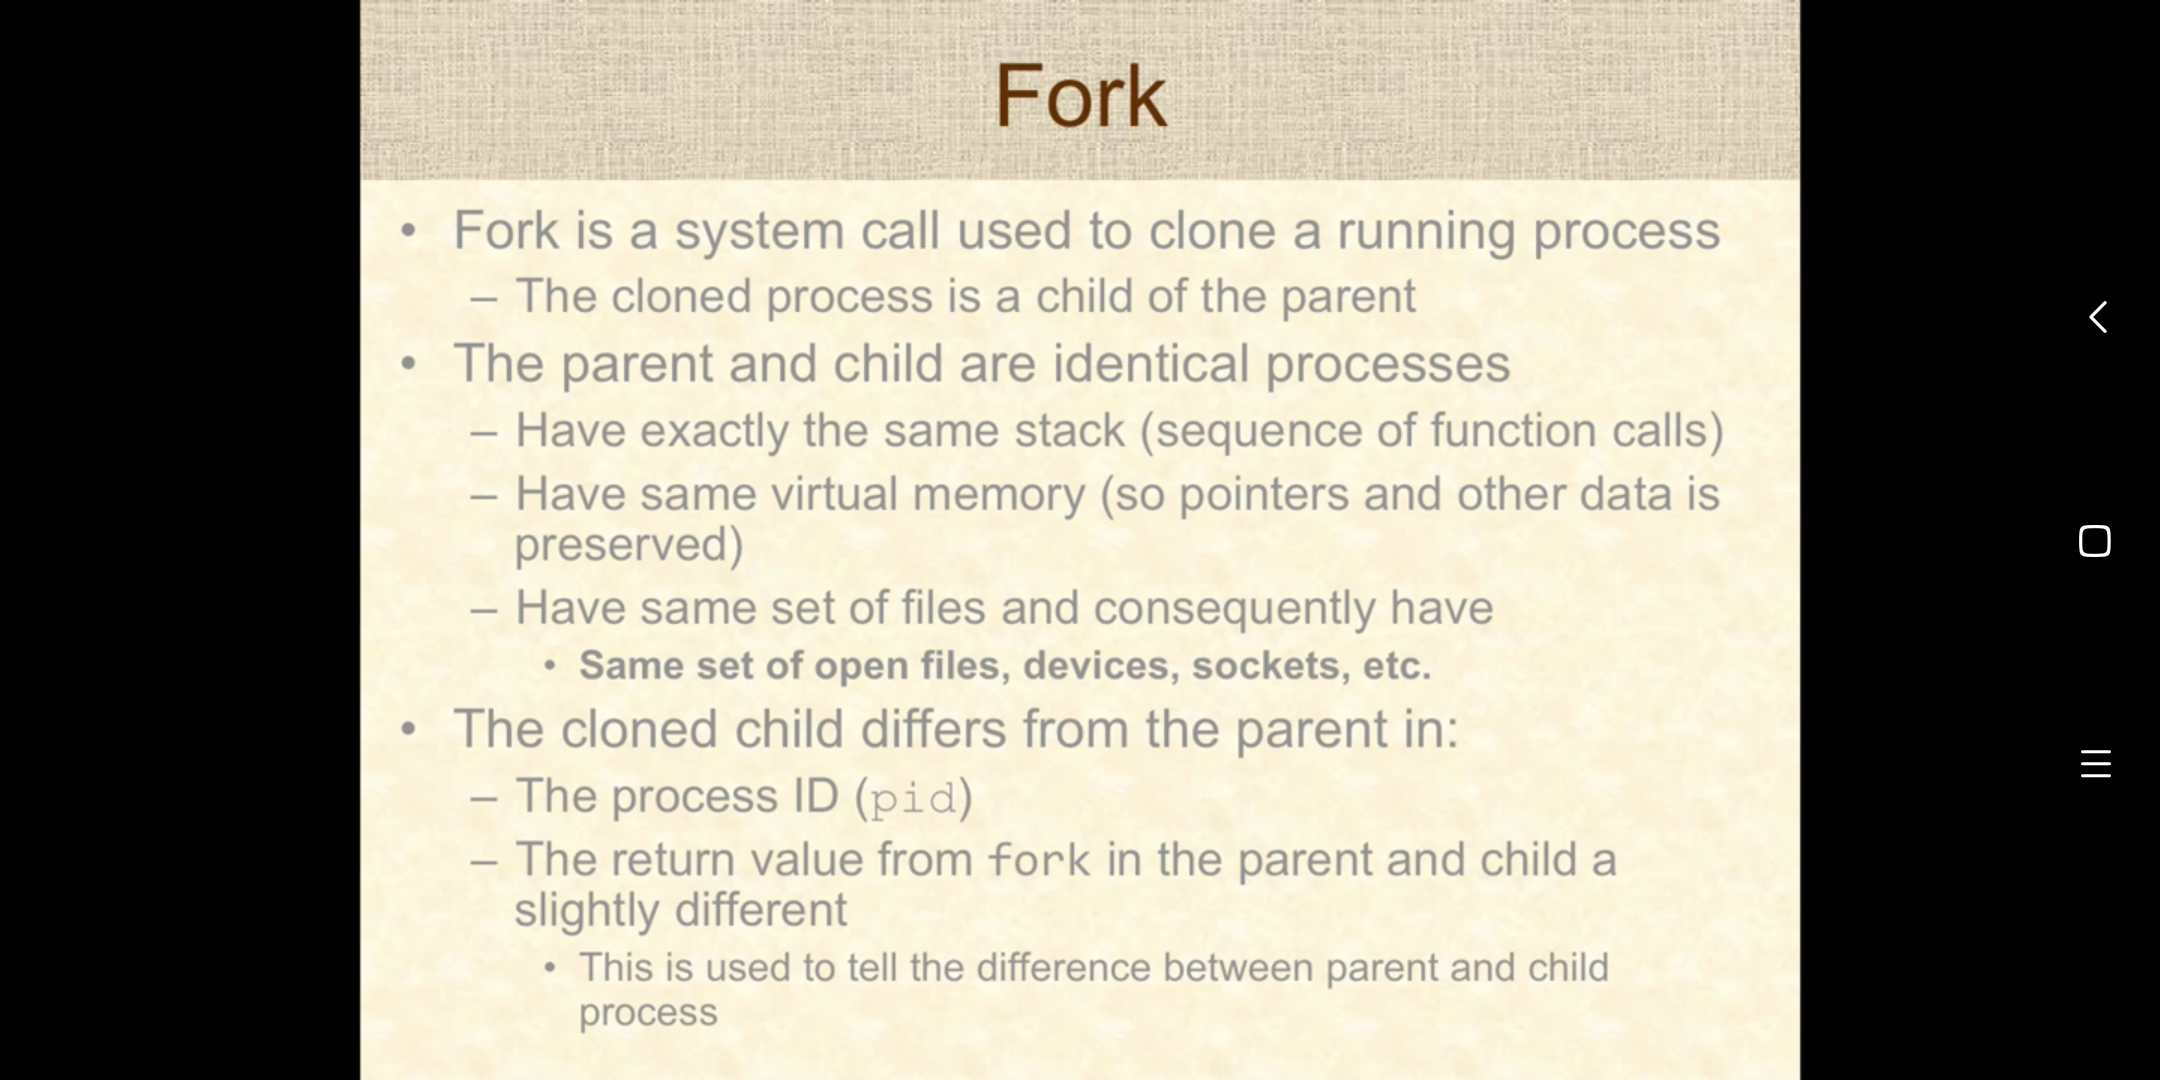 Fork
• Fork is a system call used to clone a running process
– The cloned process is a child of the parent
• The parent and child are identical processes
– Have exactly the same stack (sequence of function calls)
– Have same virtual memory (so pointers and other data is
preserved)
– Have same set of files and consequently have
• Same set of open files, devices, sockets, etc.
• The cloned child differs from the parent in:
– The process ID (pid)
– The return value from fork in the parent and child a
slightly different
• This is used to tell the difference between parent and child
process